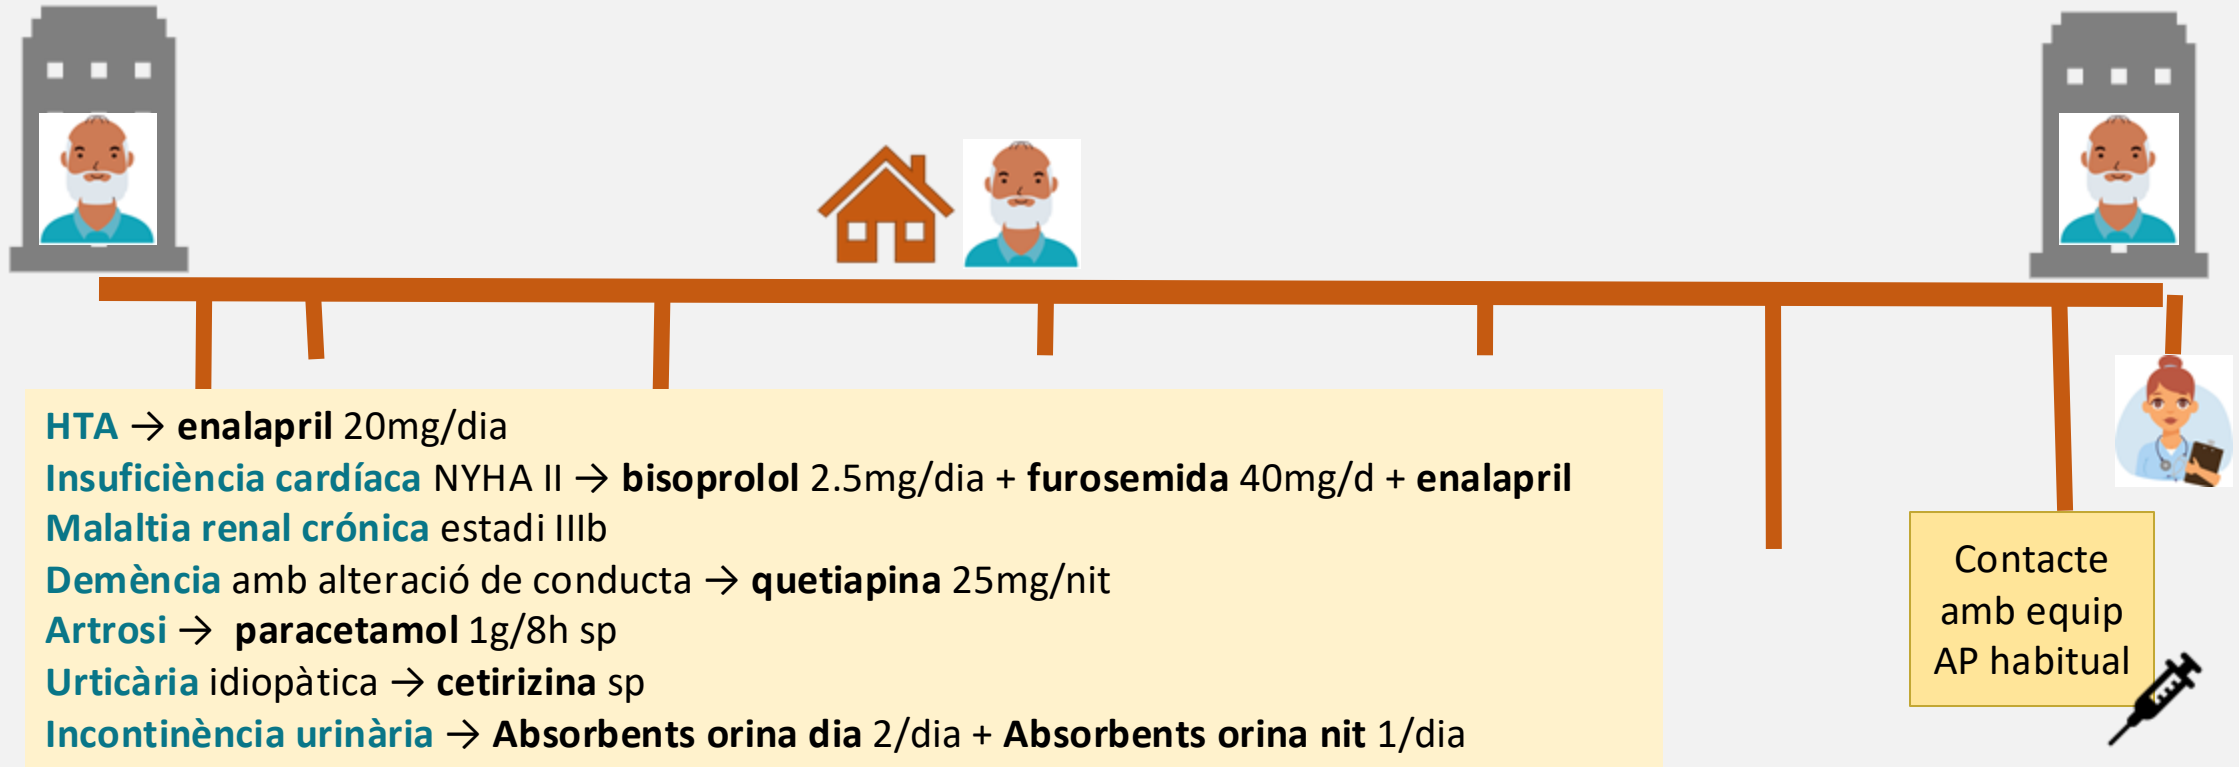 HTA → enalapril 20mg/dia
Insuficiència cardíaca NYHA II → bisoprolol 2.5mg/dia + furosemida 40mg/d + enalapril
Malaltia renal crónica estadi IIIb
Demència amb alteració de conducta → quetiapina 25mg/nit
Artrosi → paracetamol 1g/8h sp
Urticària idiopàtica → cetirizina sp
Incontinència urinària → Absorbents orina dia 2/dia + Absorbents orina nit 1/dia
Contacte
amb equip
AP habitual